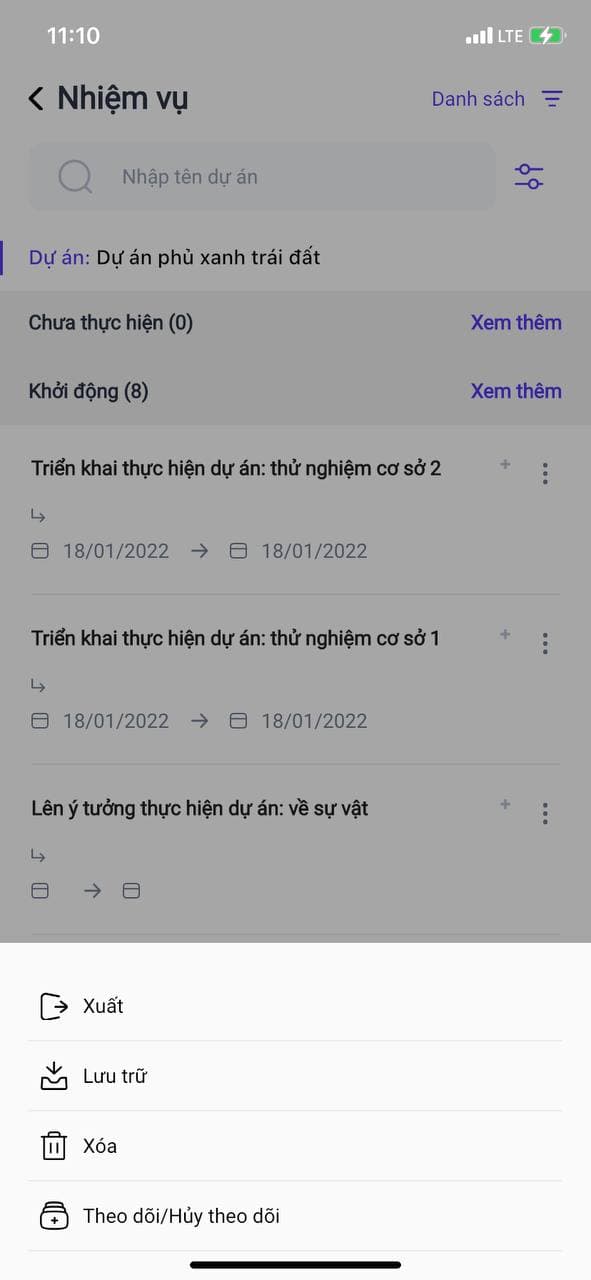 11:10
LTE
Nhiệm vụ
Danh sách
Nhập tên dự án
Dự án: Dự án phủ xanh trái đất
Chưa thực hiện (0)
Xem thêm
Khởi động (8)
Xem thêm
Triển khai thực hiện dự án: thử nghiệm cơ sở 2
18/01/2022
18/01/2022
Triển khai thực hiện dự án: thử nghiệm cơ sở 1
18/01/2022
18/01/2022
Lên ý tưởng thực hiện dự án: về sự vật
Xuất
Lưu trữ
Xóa
Theo dõi/Hủy theo dõi